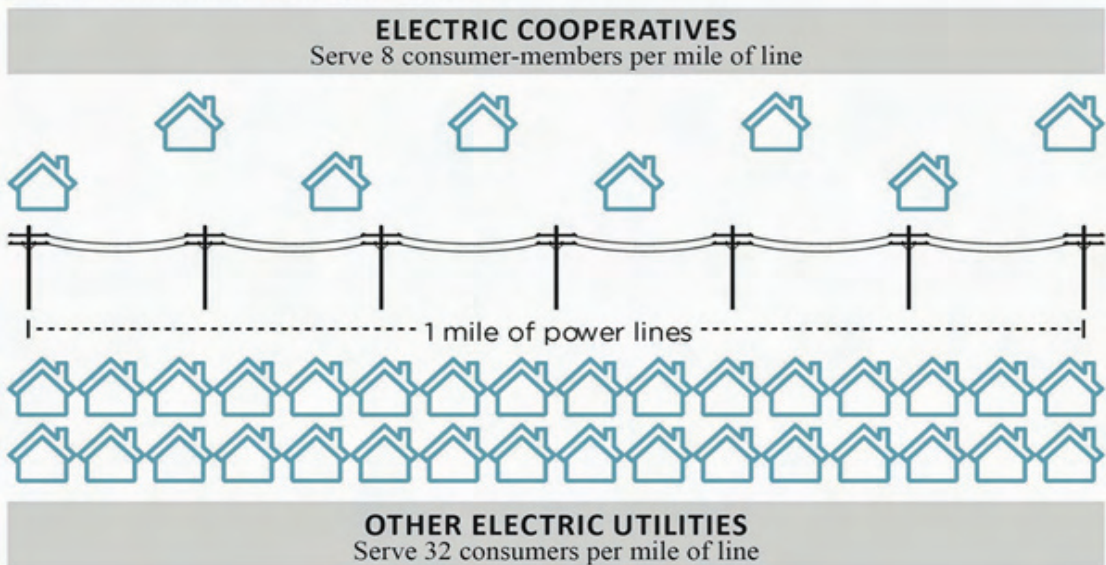 ELECTRIC COOPERATIVES
Serve 8 consumer-members per mile of line
1 mile of power lines
OTHER ELECTRIC UTILITIES
Serve 32 consumers per mile of line